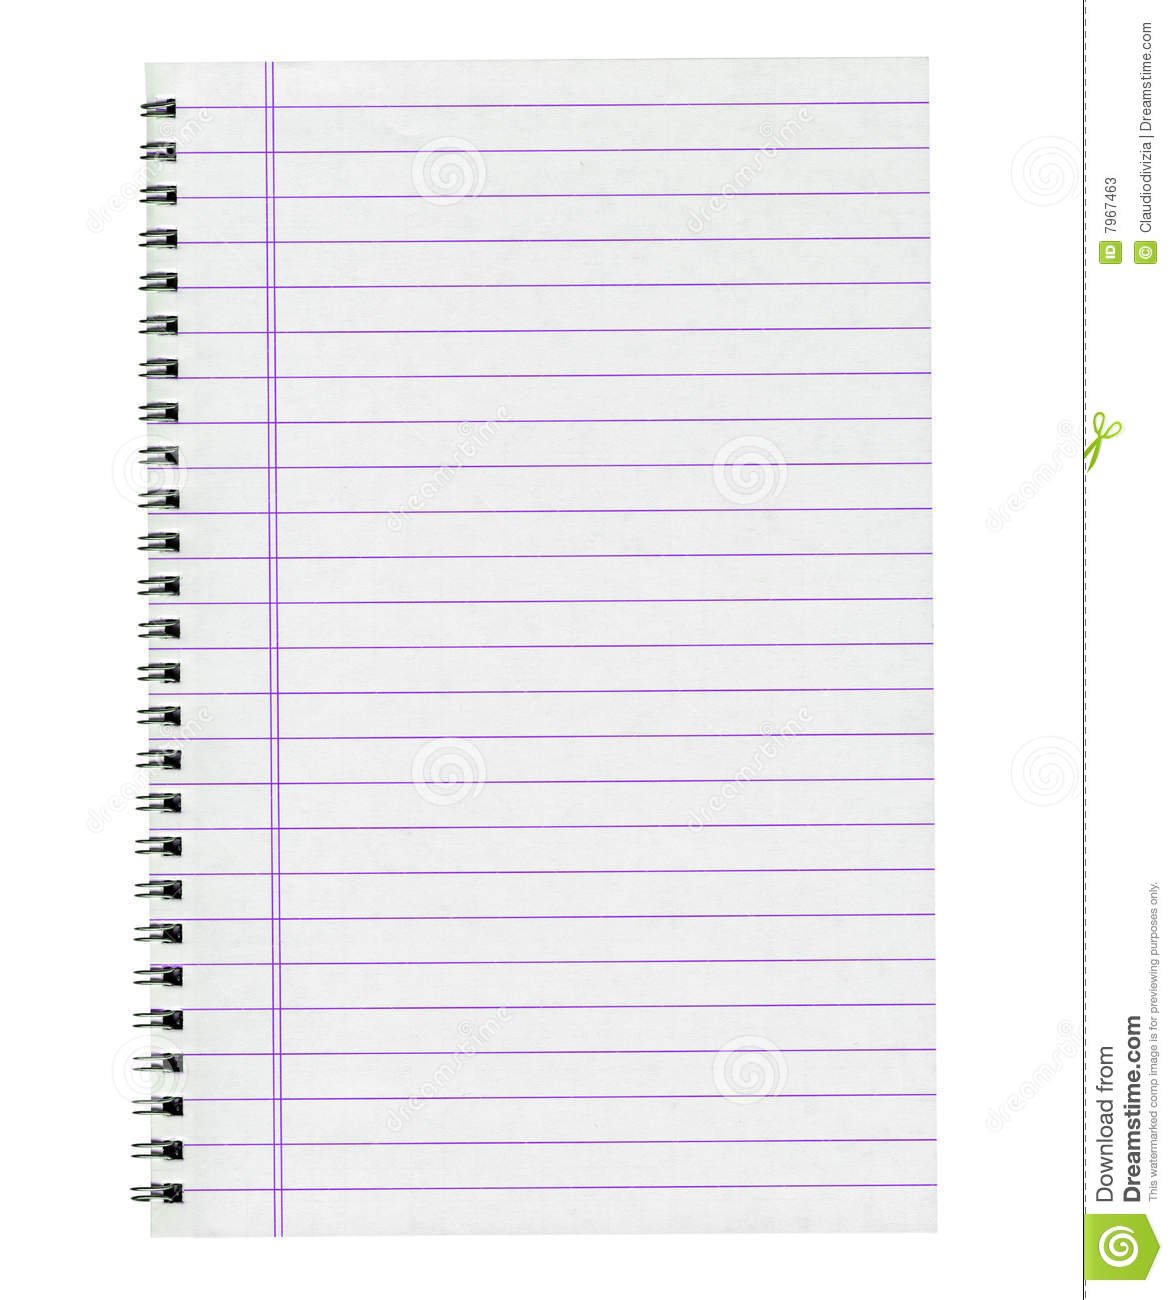 7967463
© Claudiodivizia | Dreamstime.com
ID
dreamstime
dreamstime
dreamstime
dreamstime
dreamstime
dreamstime
dreamstime
dreamstime
Download from
Dreamstime.com
This watermarked comp image is for previewing purposes only.